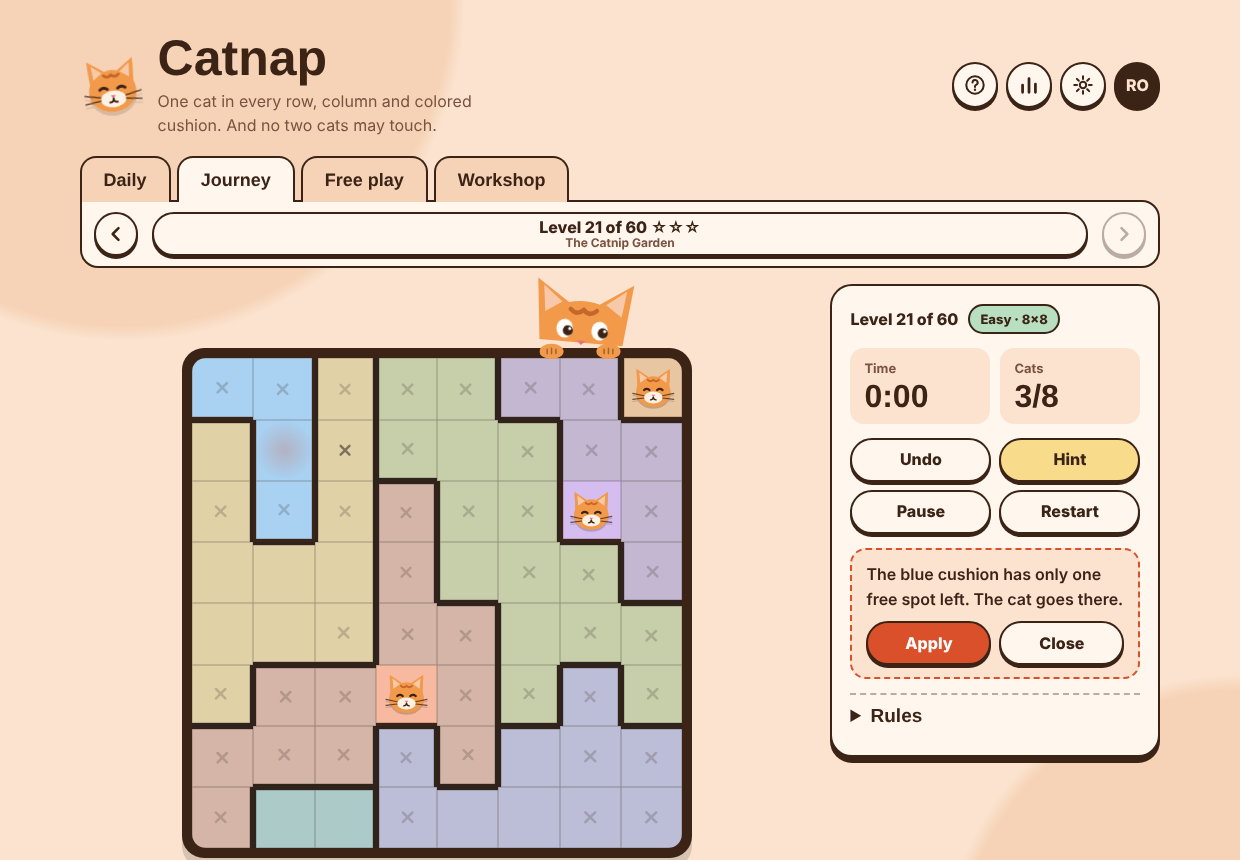 Catnap
One cat in every row, column and colored
cushion. And no two cats may touch.
RO
Daily
Journey
Free play
Workshop
Level 21 of 60 ☆☆☆
The Catnip Garden
Level 21 of 60
Easy · 8×8
Time
0:00
Cats
3/8
Undo
Hint
Pause
Restart
The blue cushion has only one
free spot left. The cat goes there.
Apply
Close
Rules